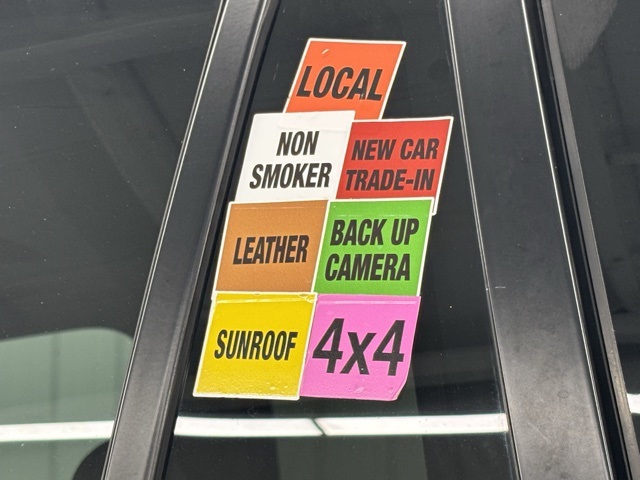 LOCAL
NON
SMOKER
NEW CAR
TRADE-IN
LEATHER
BACK UP
CAMERA
SUNROOF
4x4